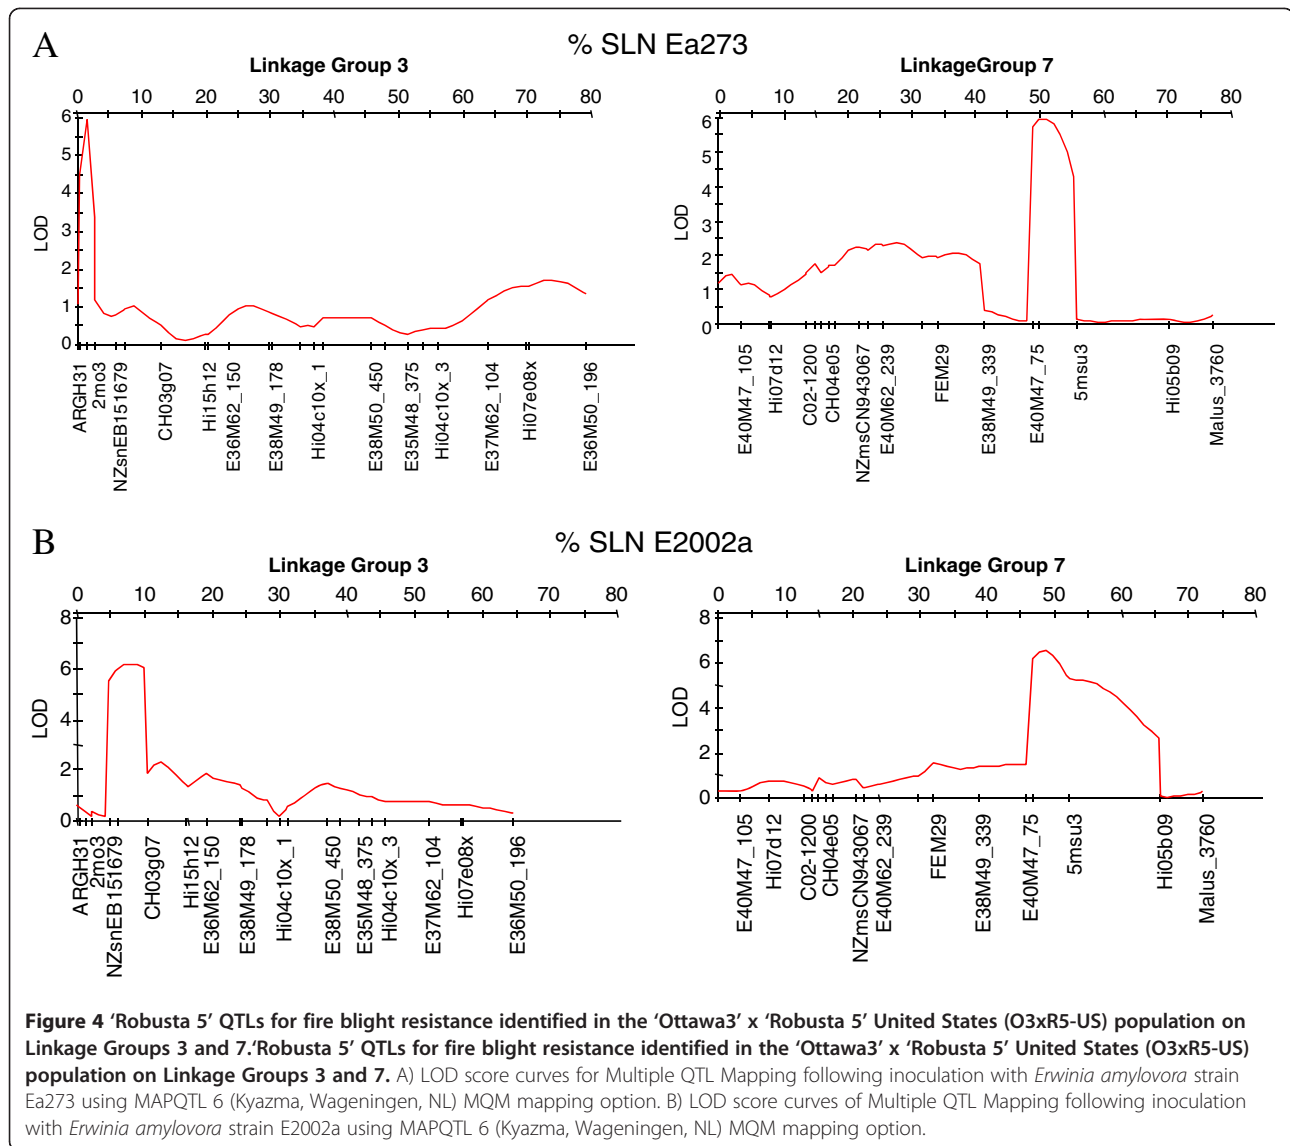 A
% SLN Ea273
Linkage Group 3
0 10 20 30 40 50 60 70 80
LOD
6
5
4
3
2
1
0
ARGH31
2mo3
NZsnEB151679
CH03g07
Hi15h12
E36M62_150
E38M49_178
Hi04c10x_1
E38M50_450
E35M48_375
Hi04c10x_3
E37M62_104
Hi07e08x
E36M50_196
LinkageGroup 7
0 10 20 30 40 50 60 70 80
LOD
6
5
4
3
2
1
0
E40M47_105
Hi07d12
C02-1200
CH04e05
NZmsCN943067
E40M62_239
FEM29
E38M49_339
E40M47_75
5msu3
Hi05b09
Malus_3760
B
% SLN E2002a
Linkage Group 3
0 10 20 30 40 50 60 70 80
LOD
8
6
4
2
0
ARGH31
2mo3
NZsnEB151679
CH03g07
Hi15h12
E36M62_150
E38M49_178
Hi04c10x_1
E38M50_450
E35M48_375
Hi04c10x_3
E37M62_104
Hi07e08x
E36M50_196
Linkage Group 7
0 10 20 30 40 50 60 70 80
LOD
8
6
4
2
0
E40M47_105
Hi07d12
C02-1200
CH04e05
NZmsCN943067
E40M62_239
FEM29
E38M49_339
E40M47_75
5msu3
Hi05b09
Malus_3760
Figure 4 ‘Robusta 5’ QTLs for fire blight resistance identified in the ‘Ottawa3’ x ‘Robusta 5’ United States (O3xR5-US) population on
Linkage Groups 3 and 7.‘Robusta 5’ QTLs for fire blight resistance identified in the ‘Ottawa3’ x ‘Robusta 5’ United States (O3xR5-US)
population on Linkage Groups 3 and 7. A) LOD score curves for Multiple QTL Mapping following inoculation with Erwinia amylovora strain
Ea273 using MAPQTL 6 (Kyazma, Wageningen, NL) MQM mapping option. B) LOD score curves of Multiple QTL Mapping following inoculation
with Erwinia amylovora strain E2002a using MAPQTL 6 (Kyazma, Wageningen, NL) MQM mapping option.